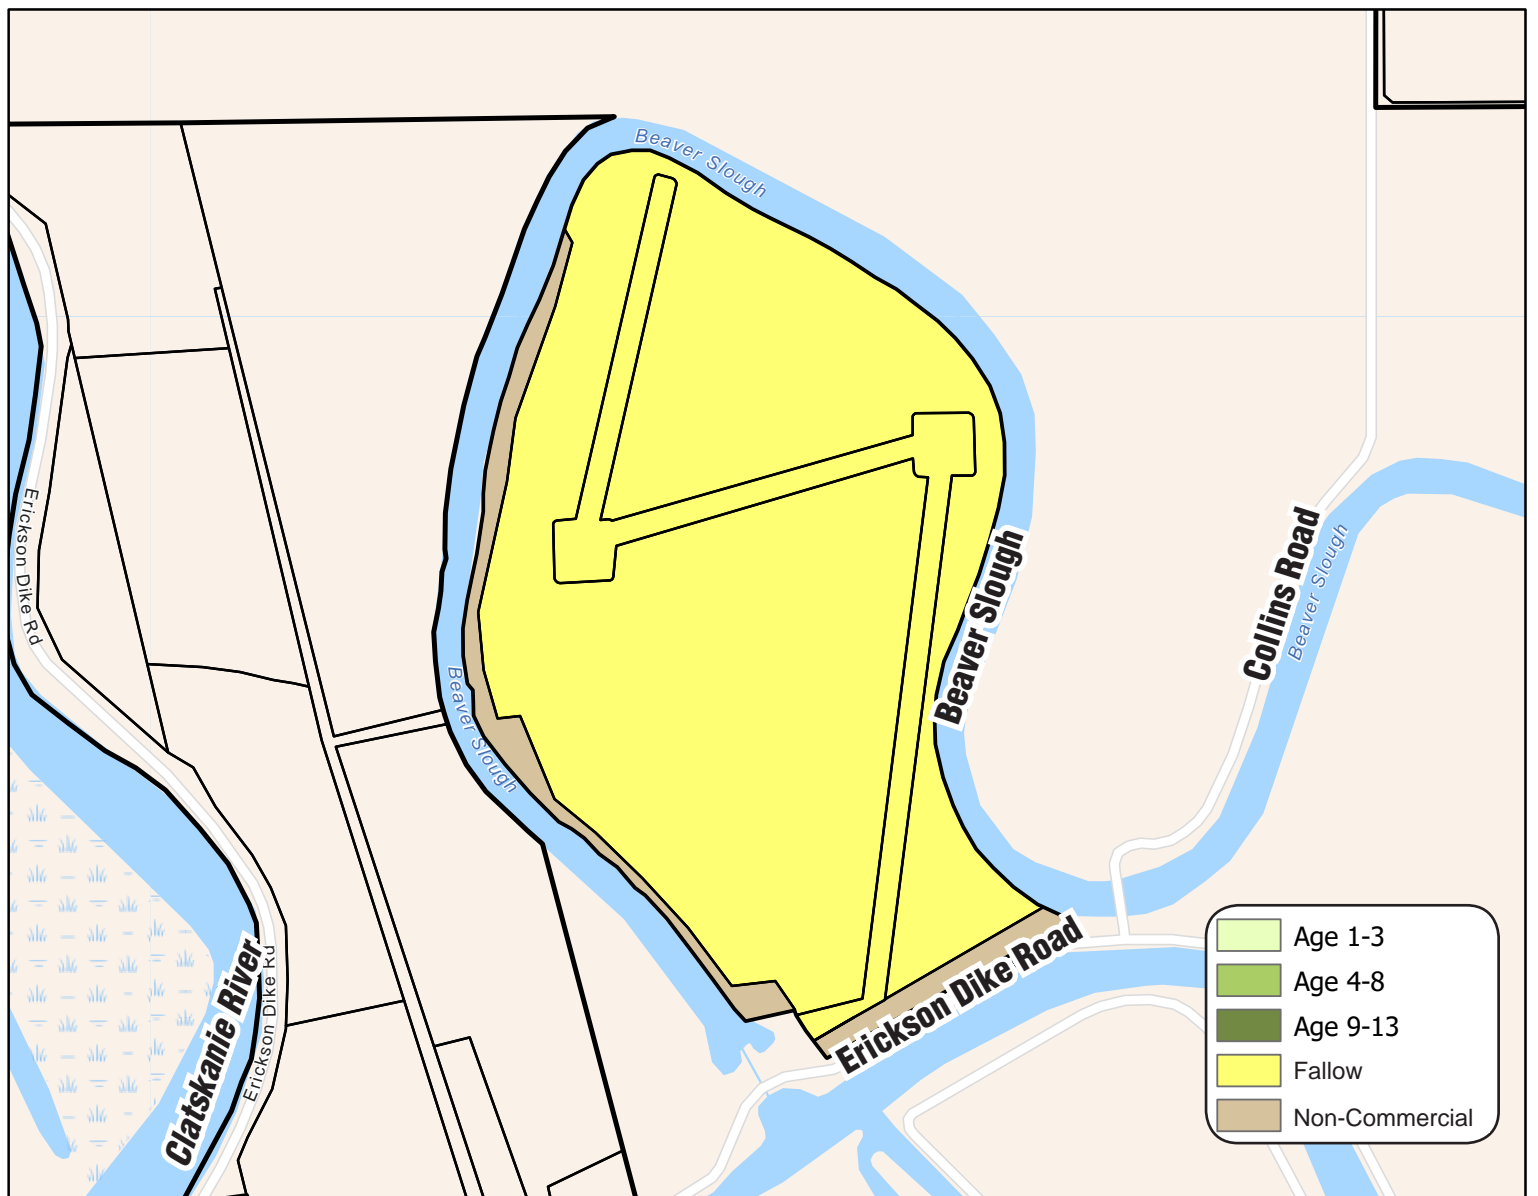 Beaver Slough
Erickson Dike Rd
Beaver Slough
Collins Road
Beaver Slough
Beaver Slough
Clatskanie River
Erickson Dike Rd
Erickson Dike Road
Age 1-3
Age 4-8
Age 9-13
Fallow
Non-Commercial